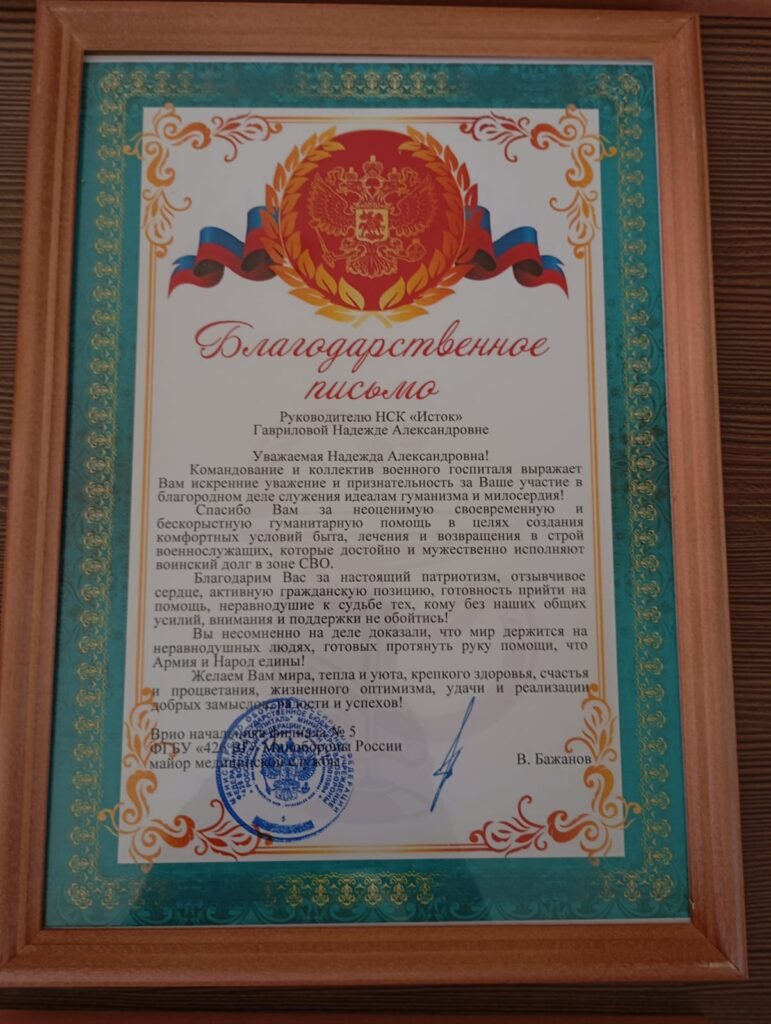 Благодарственное
письмо
Руководителю НСК «Исток»
Гавриловой Надежде Александровне
Уважаемая Надежда Александровна!
Командование и коллектив военного госпиталя выражает
Вам искренние уважение и признательность за Ваше участие в
благородном деле служения идеалам гуманизма и милосердия!
Спасибо Вам за неоценимую своевременную и
бескорыстную гуманитарную помощь в целях создания
комфортных условий быта, лечения и возвращения в строй
военнослужащих, которые достойно и мужественно исполняют
воинский долг в зоне СВО.
Благодарим Вас за настоящий патриотизм, отзывчивое
сердце, активную гражданскую позицию, готовность прийти на
помощь, неравнодушие к судьбе тех, кому без наших общих
усилий, внимания и поддержки не обойтись!
Вы несомненно на деле доказали, что мир держится на
неравнодушных людях, готовых протянуть руку помощи, что
Армия и Народ едины!
Желаем Вам мира, тепла и уюта, крепкого здоровья, счастья
и процветания, жизненного оптимизма, удачи и реализации
добрых замыслов, радости и успехов!
Врио начальника филиала № 5
ФГБУ «426 ВГ» Минобороны России
майор медицинской службы
В. Бажанов
5